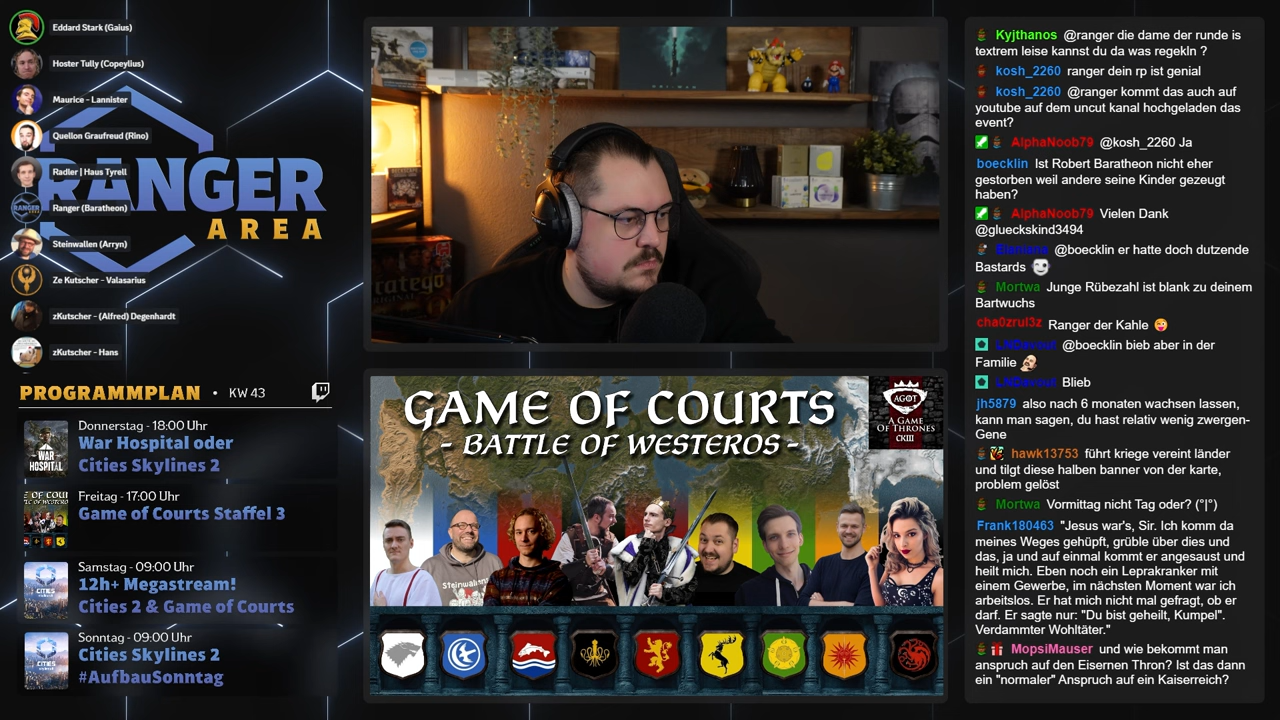 Eddard Stark (Gaius)
Hoster Tully (Copeylius)
Maurice - Lannister
Quellon Graufreud (Rino)
Radler | Haus Tyrell
Ranger (Baratheon)
Steinwallen (Arryn)
Ze Kutscher - Valasarius
zKutscher - (Alfred) Degenhardt
zKutscher - Hans
RANGER
AREA
PROGRAMMPLAN • KW 43
Donnerstag - 18:00 Uhr
War Hospital oder
Cities Skylines 2
WAR
HOSPITAL
Freitag - 17:00 Uhr
Game of Courts Staffel 3
Samstag - 09:00 Uhr
12h+ Megastream!
Cities 2 & Game of Courts
Sonntag - 09:00 Uhr
Cities Skylines 2
#AufbauSonntag
GAME OF COURTS
- BATTLE OF WESTEROS -
AGOT
A GAME
OF THRONES
CKIII
Kyjthanos @ranger die dame der runde is
textrem leise kannst du da was regekln ?
kosh_2260 ranger dein rp ist genial
kosh_2260 @ranger kommt das auch auf
youtube auf dem uncut kanal hochgeladen das
event?
AlphaNoob79 @kosh_2260 Ja
boecklin Ist Robert Baratheon nicht eher
gestorben weil andere seine Kinder gezeugt
haben?
AlphaNoob79 Vielen Dank
@glueckskind3494
@boecklin er hatte doch dutzende
Bastards
Mortwa Junge Rübezahl ist blank zu deinem
Bartwuchs
cha0zrul3z Ranger der Kahle
@boecklin bieb aber in der
Familie
Blieb
jh5879 also nach 6 monaten wachsen lassen,
kann man sagen, du hast relativ wenig zwergen-
Gene
hawk13753 führt kriege vereint länder
und tilgt diese halben banner von der karte,
problem gelöst
Mortwa Vormittag nicht Tag oder? (°|°)
Frank180463 "Jesus war's, Sir. Ich komm da
meines Weges gehüpft, grüble über dies und
das, ja und auf einmal kommt er angesaust und
heilt mich. Eben noch ein Leprakranker mit
einem Gewerbe, im nächsten Moment war ich
arbeitslos. Er hat mich nicht mal gefragt, ob er
darf. Er sagte nur: "Du bist geheilt, Kumpel".
Verdammter Wohltäter."
MopsiMauser und wie bekommt man
anspruch auf den Eisernen Thron? Ist das dann
ein "normaler" Anspruch auf ein Kaiserreich?